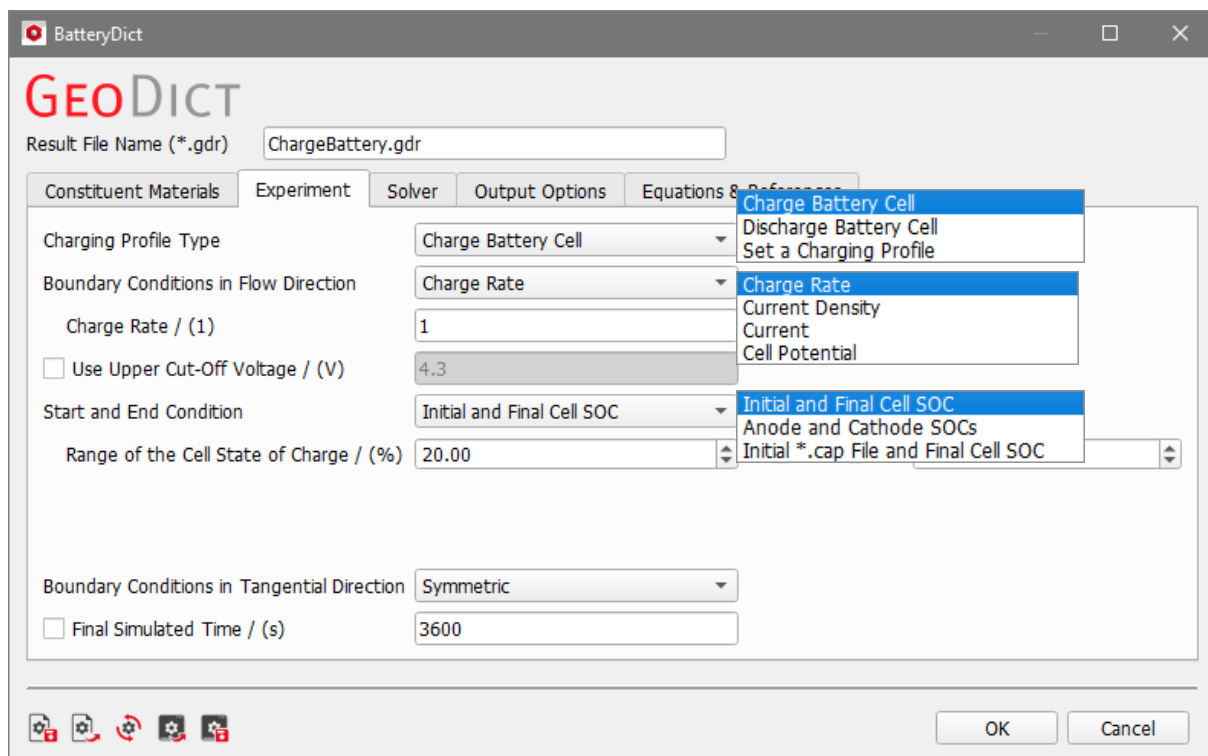 BatteryDict
GEODICT
Result File Name (*.gdr) ChargeBattery.gdr
Constituent Materials Experiment Solver Output Options Equations &
Charging Profile Type Charge Battery Cell
Charge Battery Cell
Discharge Battery Cell
Set a Charging Profile
Boundary Conditions in Flow Direction Charge Rate
Charge Rate
Current Density
Current
Cell Potential
Charge Rate / (1) 1
Use Upper Cut-Off Voltage / (V) 4.3
Start and End Condition Initial and Final Cell SOC
Initial and Final Cell SOC
Anode and Cathode SOCs
Initial *.cap File and Final Cell SOC
Range of the Cell State of Charge / (%) 20.00
Boundary Conditions in Tangential Direction Symmetric
Final Simulated Time / (s) 3600
OK Cancel